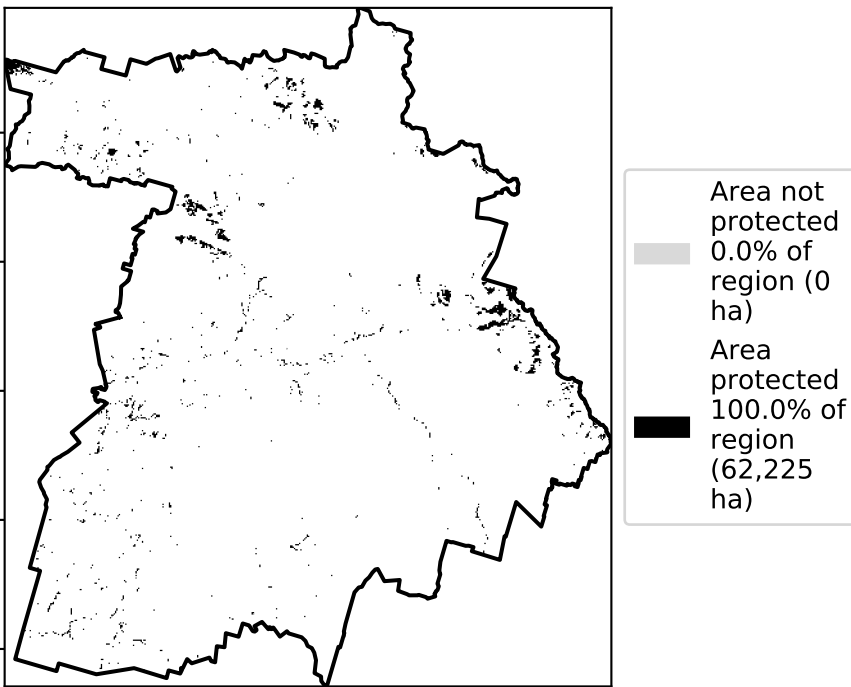 Area not
protected
0.0% of
region (0
ha)
Area
protected
100.0% of
region
(62,225
ha)